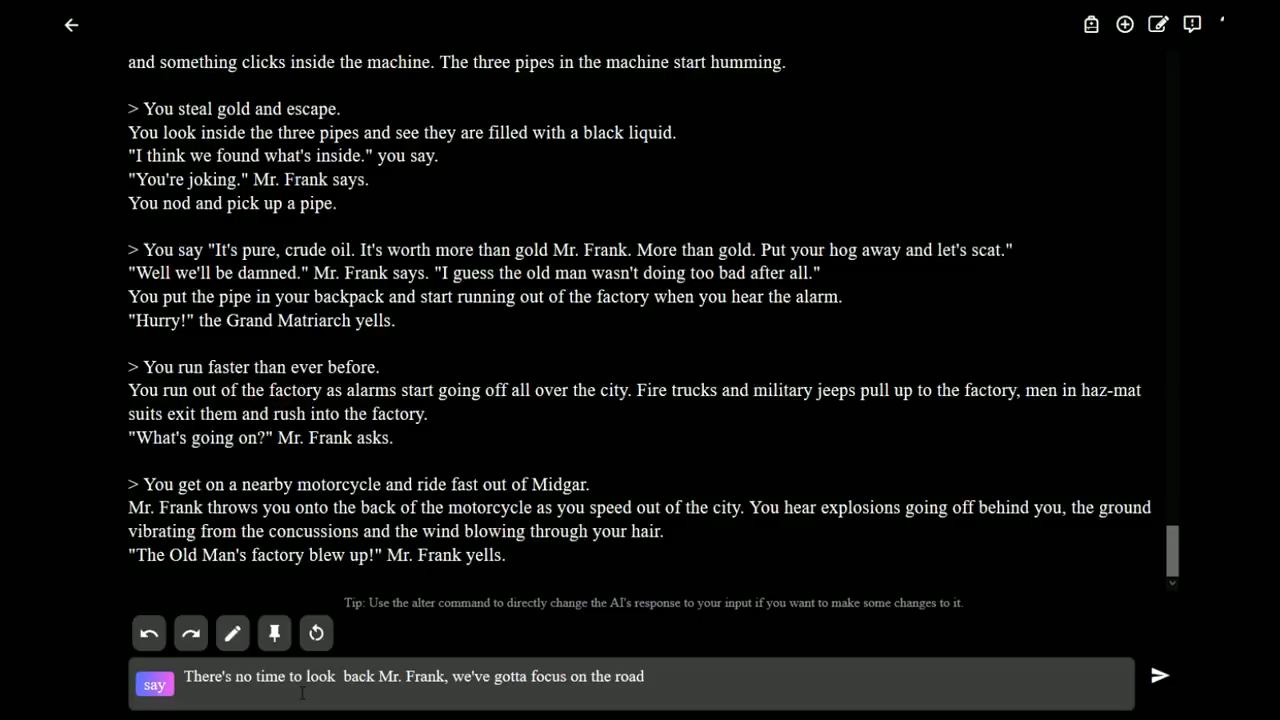 and something clicks inside the machine. The three pipes in the machine start humming.
> You steal gold and escape.
You look inside the three pipes and see they are filled with a black liquid.
"I think we found what's inside." you say.
"You're joking." Mr. Frank says.
You nod and pick up a pipe.
> You say "It's pure, crude oil. It's worth more than gold Mr. Frank. More than gold. Put your hog away and let's scat."
"Well we'll be damned." Mr. Frank says. "I guess the old man wasn't doing too bad after all."
You put the pipe in your backpack and start running out of the factory when you hear the alarm.
"Hurry!" the Grand Matriarch yells.
> You run faster than ever before.
You run out of the factory as alarms start going off all over the city. Fire trucks and military jeeps pull up to the factory, men in haz-mat
suits exit them and rush into the factory.
"What's going on?" Mr. Frank asks.
> You get on a nearby motorcycle and ride fast out of Midgar.
Mr. Frank throws you onto the back of the motorcycle as you speed out of the city. You hear explosions going off behind you, the ground
vibrating from the concussions and the wind blowing through your hair.
"The Old Man's factory blew up!" Mr. Frank yells.
Tip: Use the alter command to directly change the AI's response to your input if you want to make some changes to it.
say There's no time to look  back Mr. Frank, we've gotta focus on the road